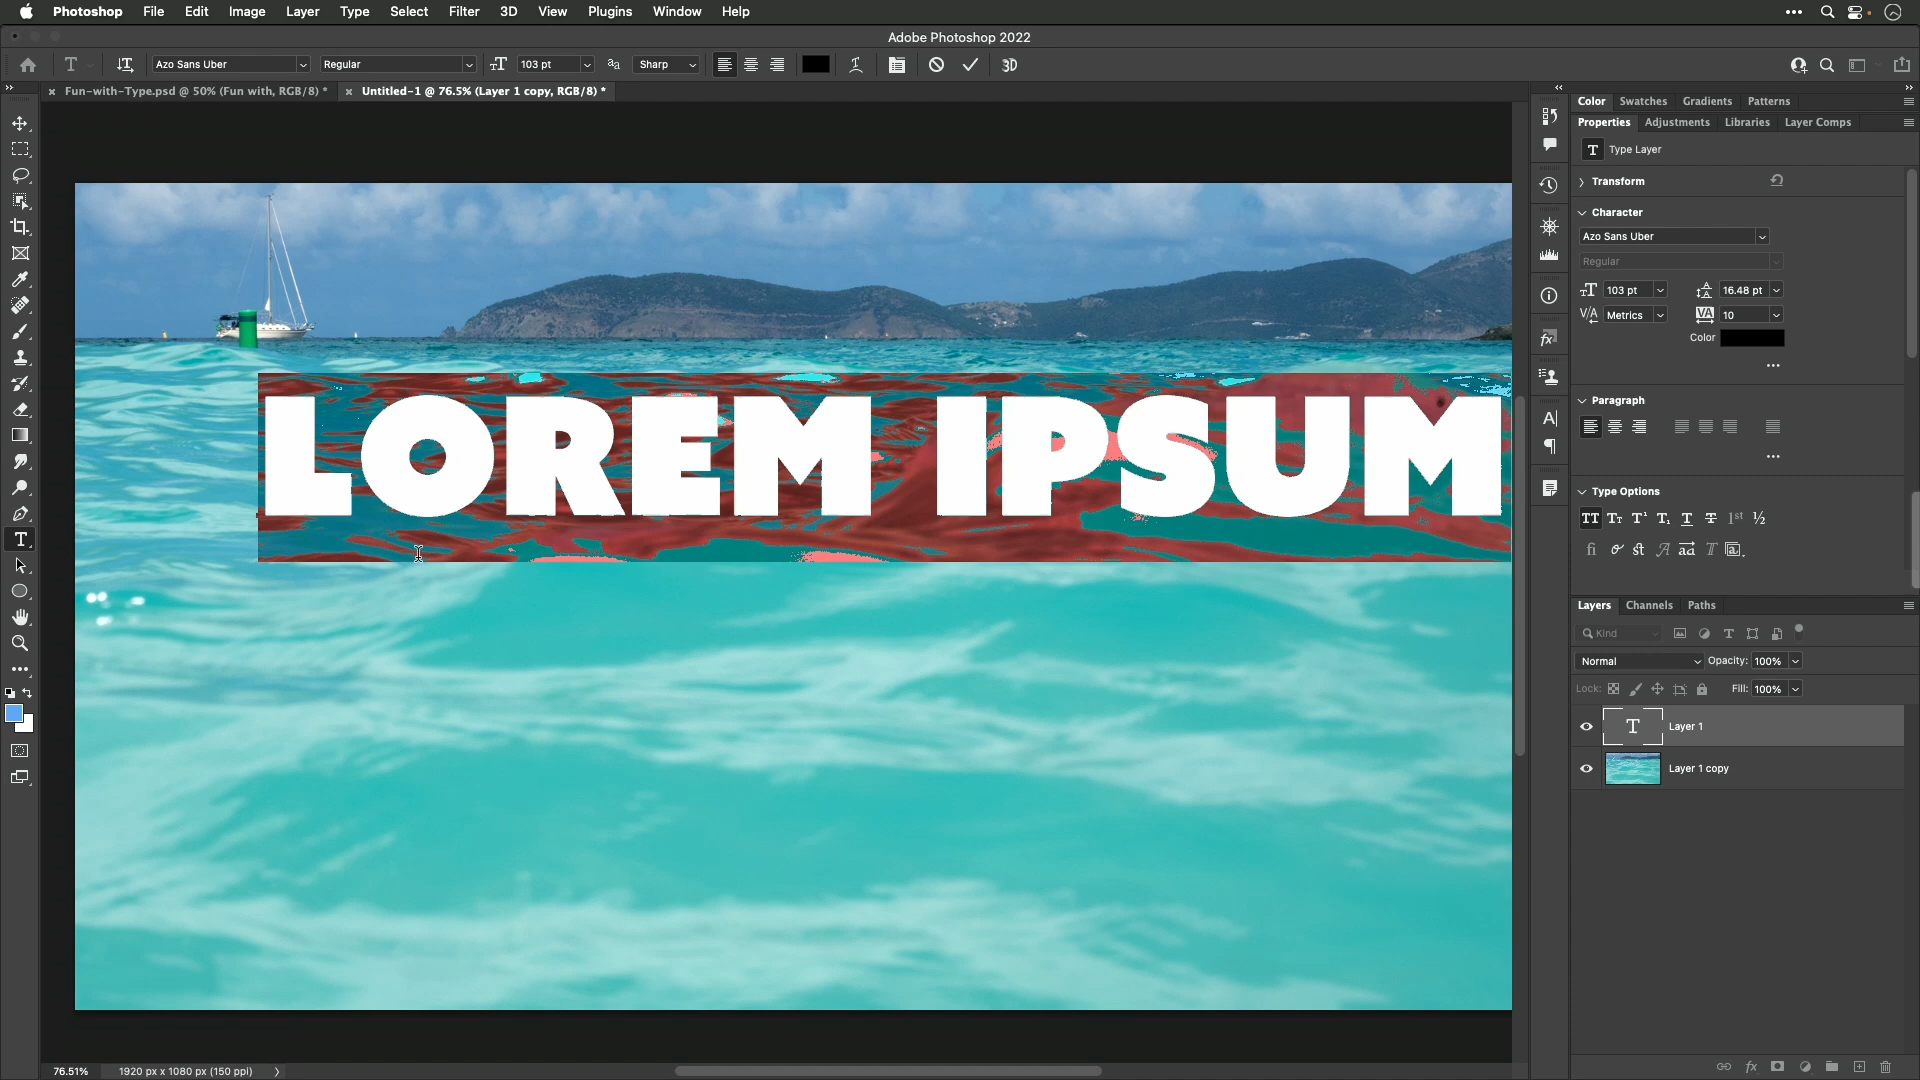 Photoshop File Edit Image Layer Type Select Filter 3D View Plugins Window Help
Adobe Photoshop 2022
Azo Sans Uber Regular 103 pt Sharp 3D
Fun-with-Type.psd @ 50% (Fun with, RGB/8) * Untitled-1 @ 76.5% (Layer 1 copy, RGB/8) *
Color Swatches Gradients Patterns
Properties Adjustments Libraries Layer Comps
Type Layer
Transform
Character
Azo Sans Uber
Regular
103 pt 16.48 pt
Metrics 10
Color
Paragraph
Type Options
LOREM IPSUM
Layers Channels Paths
Kind
Normal Opacity: 100%
Lock: Fill: 100%
Layer 1
Layer 1 copy
76.51% 1920 px x 1080 px (150 ppi)